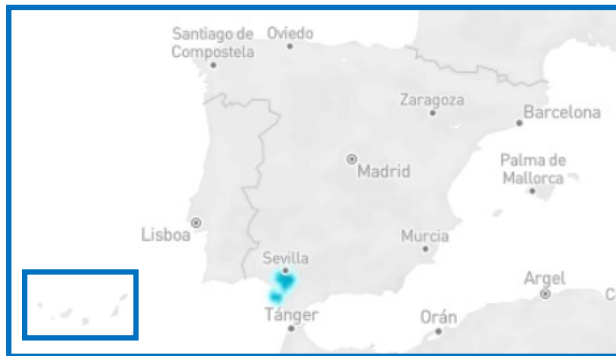 Santiago de
Compostela
Oviedo
Zaragoza
Barcelona
Madrid
Palma de
Mallorca
Lisboa
Murcia
Sevilla
Argel
Tánger
Orán